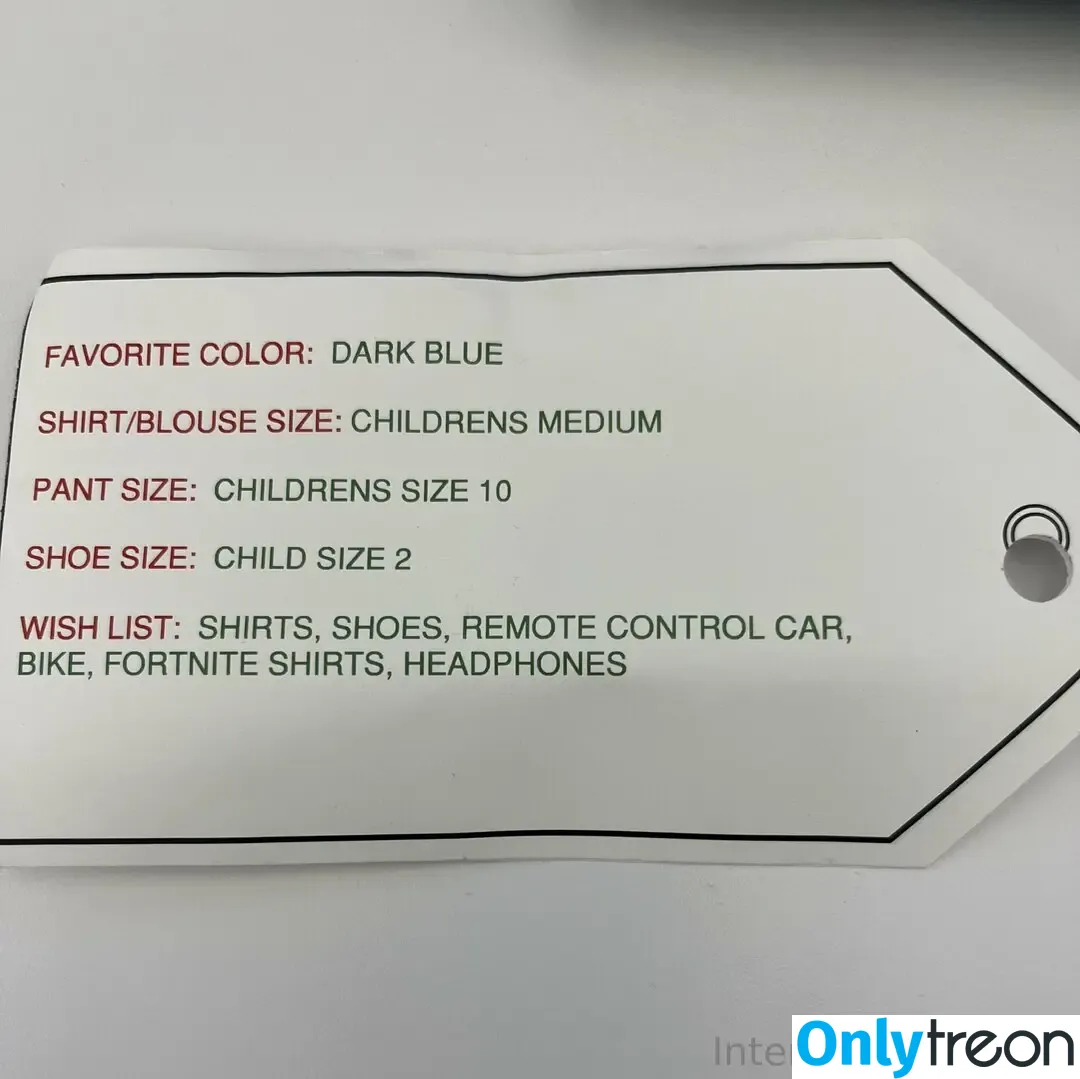 FAVORITE COLOR: DARK BLUE
SHIRT/BLOUSE SIZE: CHILDRENS MEDIUM
PANT SIZE: CHILDRENS SIZE 10
SHOE SIZE: CHILD SIZE 2
WISH LIST: SHIRTS, SHOES, REMOTE CONTROL CAR,
BIKE, FORTNITE SHIRTS, HEADPHONES
Onlytreon